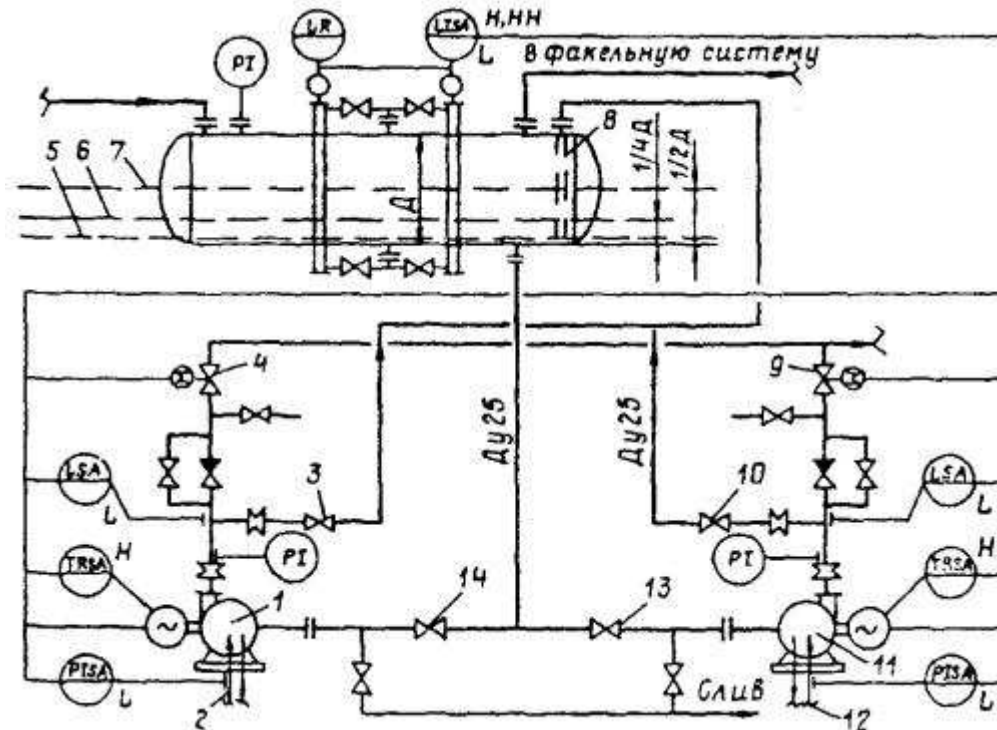 LR
LISA
H, HH
L
PI
в факельную систему
8
1/4Д
1/2Д
5
6
7
Д
4
9
Ду25
Ду25
LSA
L
3
10
LSA
L
PI
PI
TRSA
H
TRSA
H
1
14
13
11
PISA
L
2
Слив
12
PISA
L